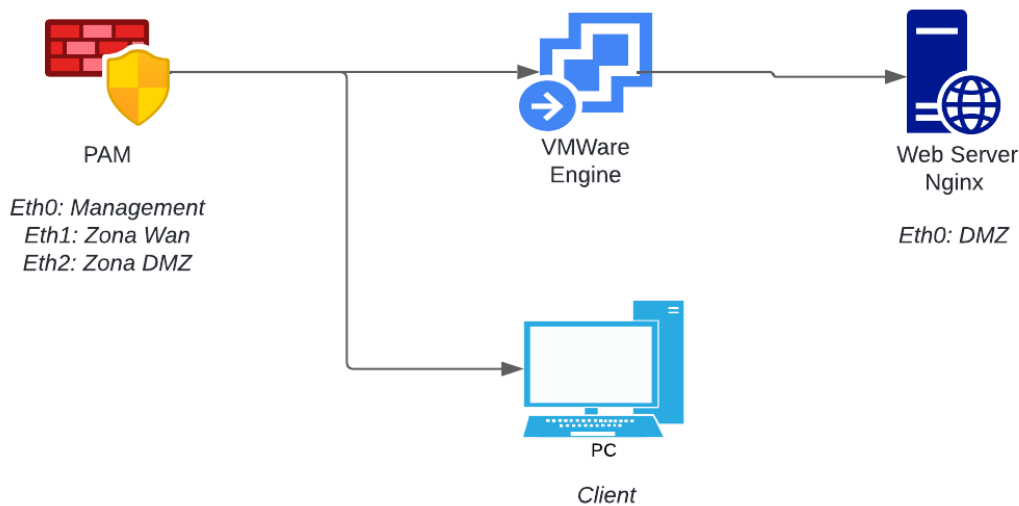 PAM
Eth0: Management
Eth1: Zona Wan
Eth2: Zona DMZ
VMWare
Engine
Web Server
Nginx
Eth0: DMZ
PC
Client